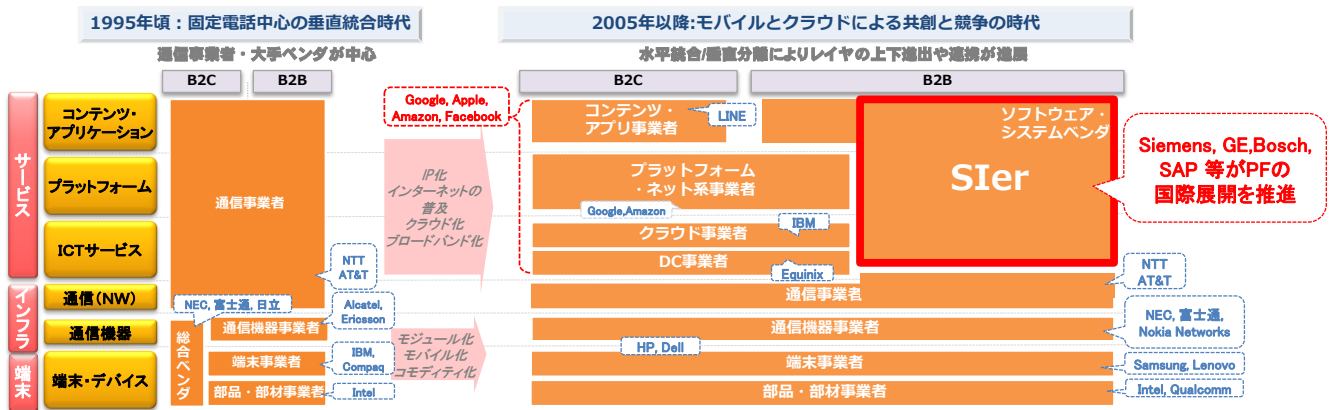 1995年頃：固定電話中心の垂直統合時代
通信事業者・大手ベンダが中心
B2C
B2B
2005年以降:モバイルとクラウドによる共創と競争の時代
水平統合/垂直分離によりレイヤの上下進出や連携が進展
B2C
B2B
サービス
インフラ
端末
コンテンツ・
アプリケーション
プラットフォーム
ICTサービス
通信（NW）
通信機器
端末・デバイス
通信事業者
NTT
AT&T
NEC, 富士通, 日立
Alcatel,
Ericsson
総合ベンダ
通信機器事業者
端末事業者
IBM,
Compaq
部品・部材事業者
Intel
Google, Apple,
Amazon, Facebook
IP化
インターネットの
普及
クラウド化
ブロードバンド化
モジュール化
モバイル化
コモディティ化
コンテンツ・
アプリ事業者
LINE
プラットフォーム
・ネット系事業者
Google,Amazon
クラウド事業者
IBM
DC事業者
Equinix
ソフトウェア・
システムベンダ
SIer
Siemens, GE,Bosch,
SAP 等がPFの
国際展開を推進
通信事業者
NTT
AT&T
通信機器事業者
NEC, 富士通,
Nokia Networks
HP, Dell
端末事業者
Samsung, Lenovo
部品・部材事業者
Intel, Qualcomm